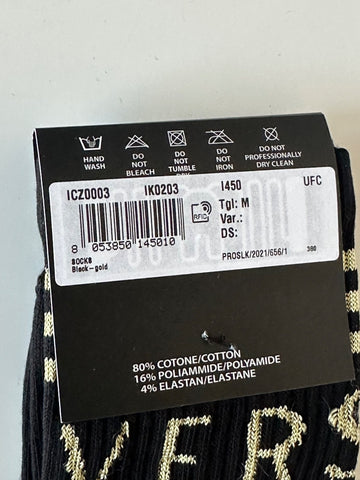 HAND WASH
DO NOT BLEACH
DO NOT TUMBLE DRY
DO NOT IRON
DO NOT PROFESSIONALLY DRY CLEAN
ICZ0003 IK0203 I450 UFC
RFID
Tgl: M
Var.:
DS:
8 053850 145010
SOCKS
Black-gold
PROSLK/2021/656/1 380
80% COTONE/COTTON
16% POLIAMMIDE/POLYAMIDE
4% ELASTAN/ELASTANE
VERS